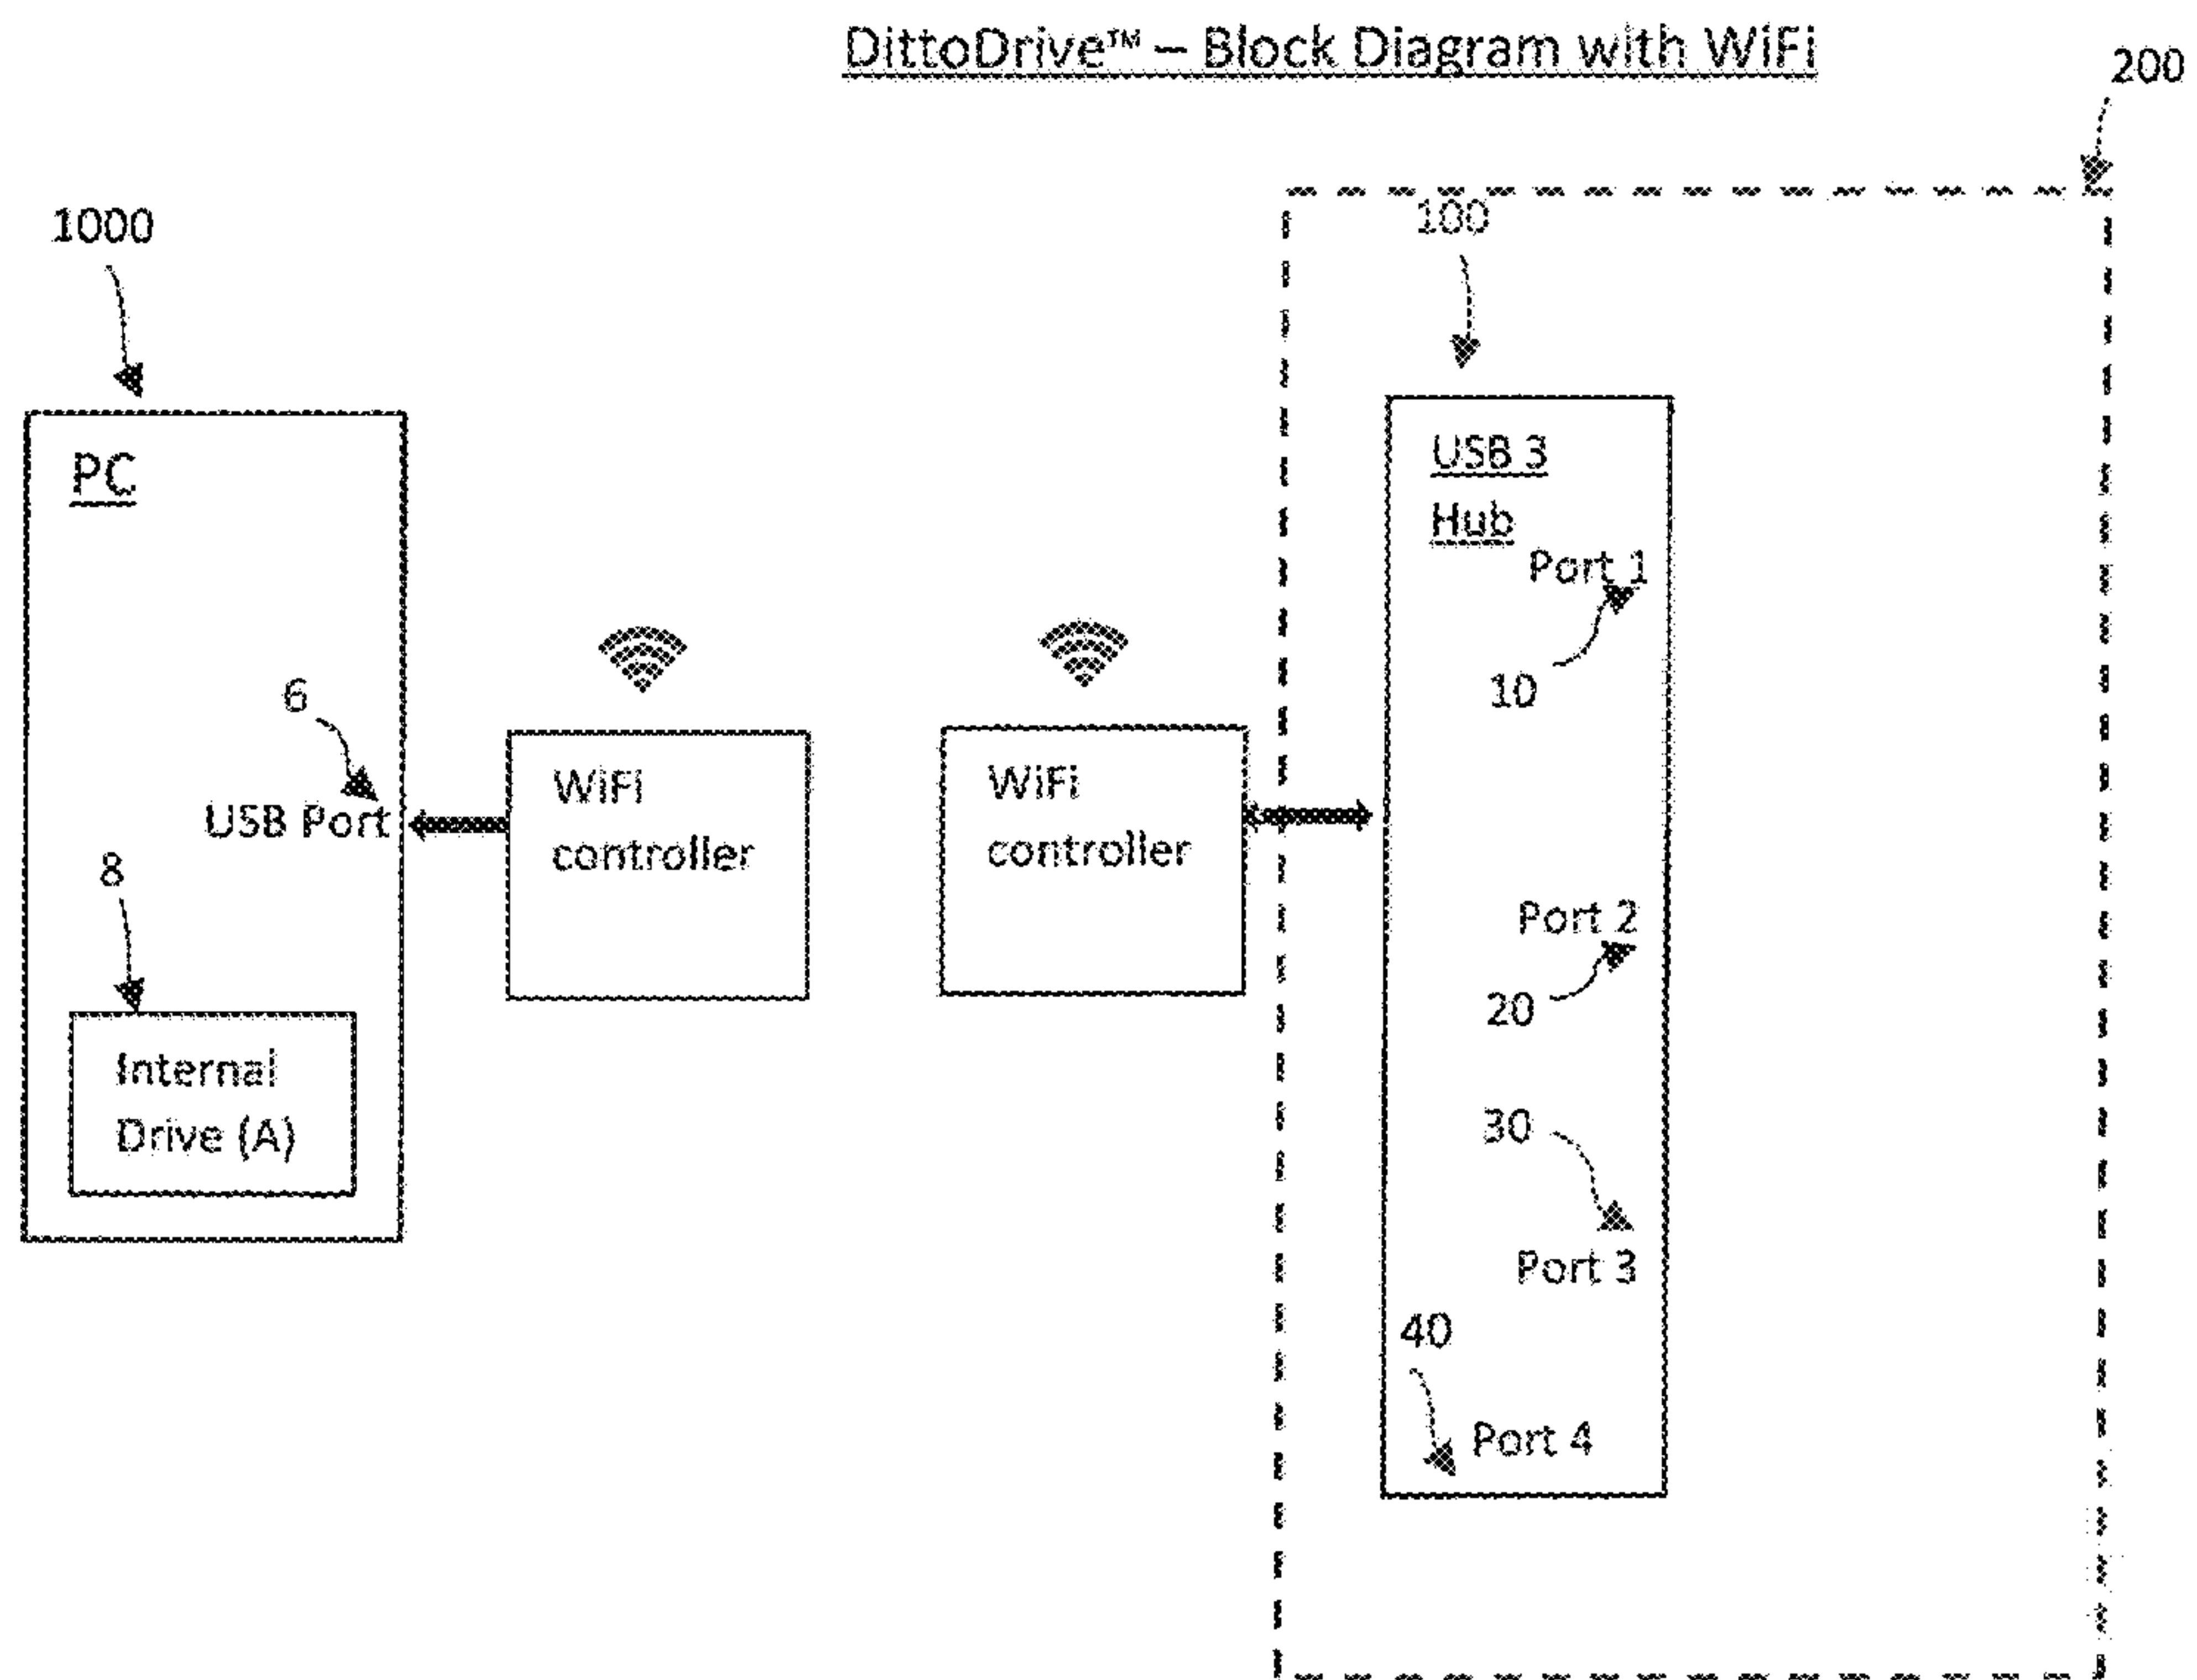 DittoDrive™ – Block Diagram with WiFi
200
1000
100
PC
USB 3
Hub
Port 1
10
6
USB Port
WiFi
controller
WiFi
controller
8
Port 2
20
Internal
Drive (A)
30
Port 3
40
Port 4